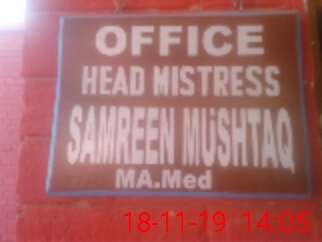 OFFICE
HEAD MISTRESS
SAMREEN MUSHTAQ
MA.Med
18-11-19 14:05